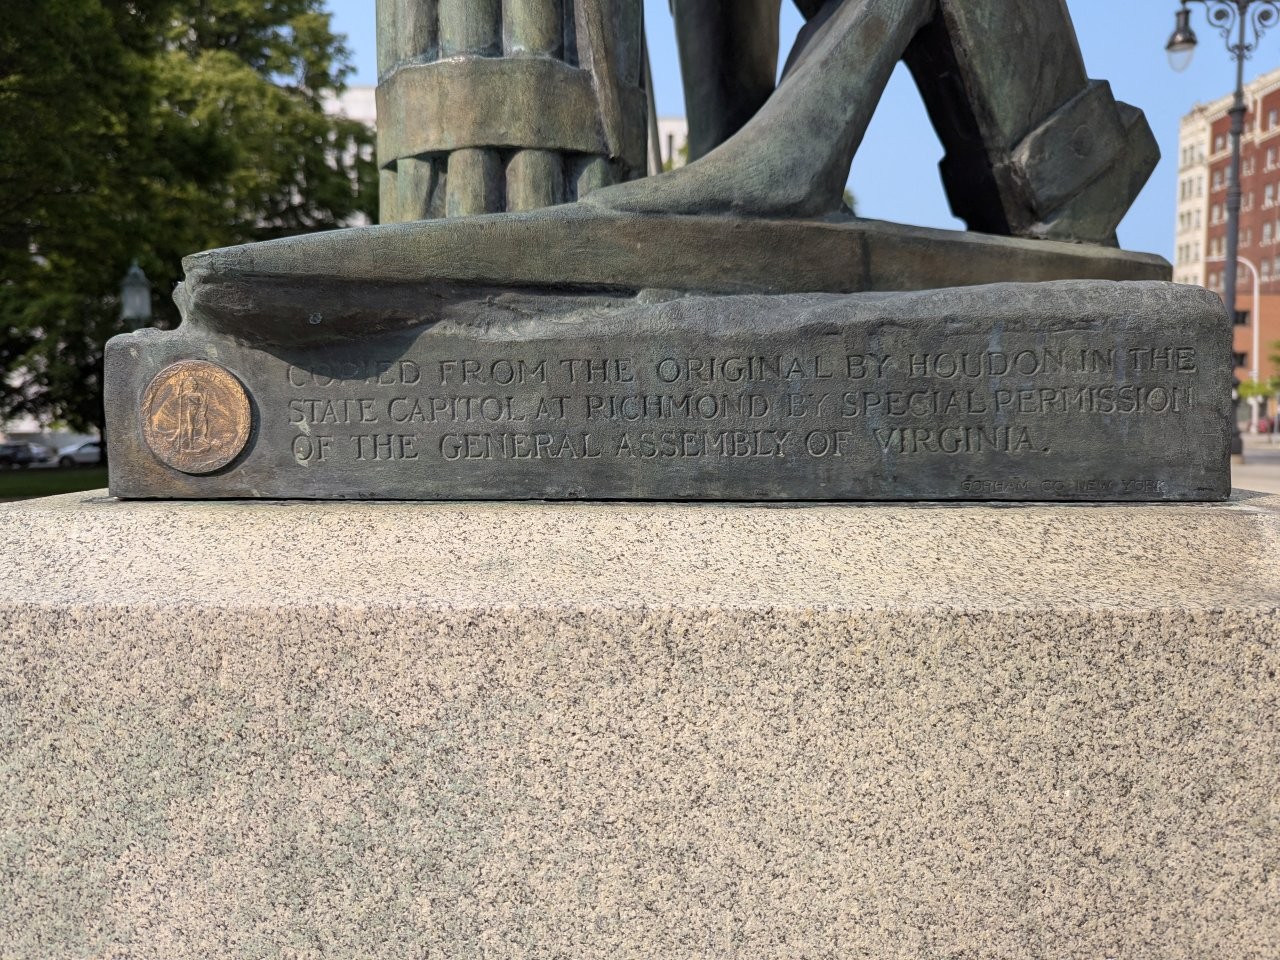 COPIED FROM THE ORIGINAL BY HOUDON IN THE
STATE CAPITOL AT RICHMOND BY SPECIAL PERMISSION
OF THE GENERAL ASSEMBLY OF VIRGINIA.
GORHAM CO. NEW YORK